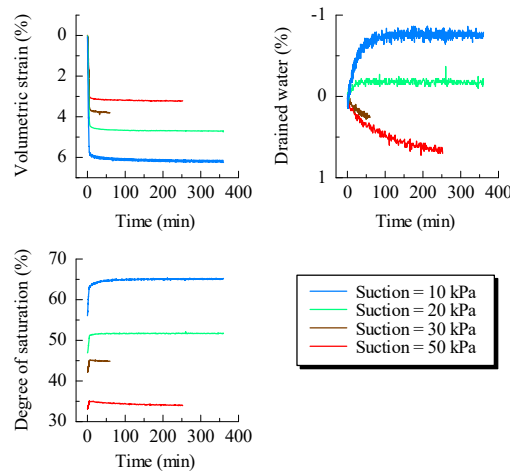 0
2
4
6
0
100
200
300
400
Volumetric strain (%)
Time (min)
-1
0
1
0
100
200
300
400
Drained water (%)
Time (min)
70
60
50
40
30
0
100
200
300
400
Degree of saturation (%)
Time (min)
Suction = 10 kPa
Suction = 20 kPa
Suction = 30 kPa
Suction = 50 kPa